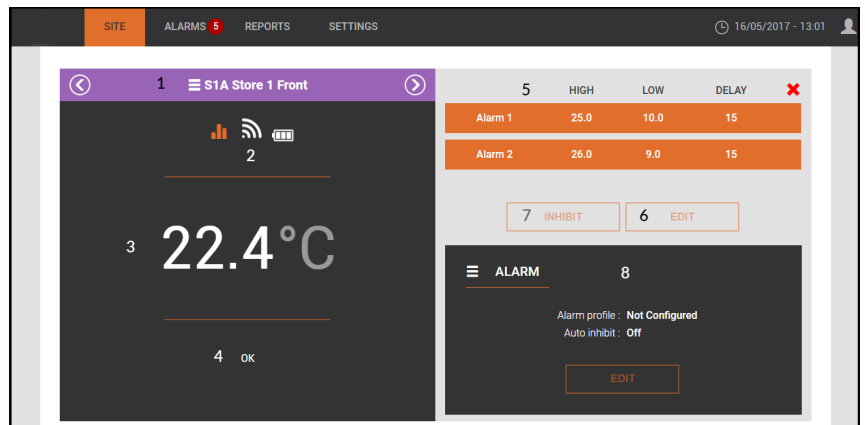 SITE ALARMS 5 REPORTS SETTINGS 16/05/2017 - 13:01
1 S1A Store 1 Front
2
3 22.4°C
4 OK
5 HIGH LOW DELAY
Alarm 1 25.0 10.0 15
Alarm 2 26.0 9.0 15
7 INHIBIT 6 EDIT
ALARM 8
Alarm profile : Not Configured
Auto inhibit : Off
EDIT